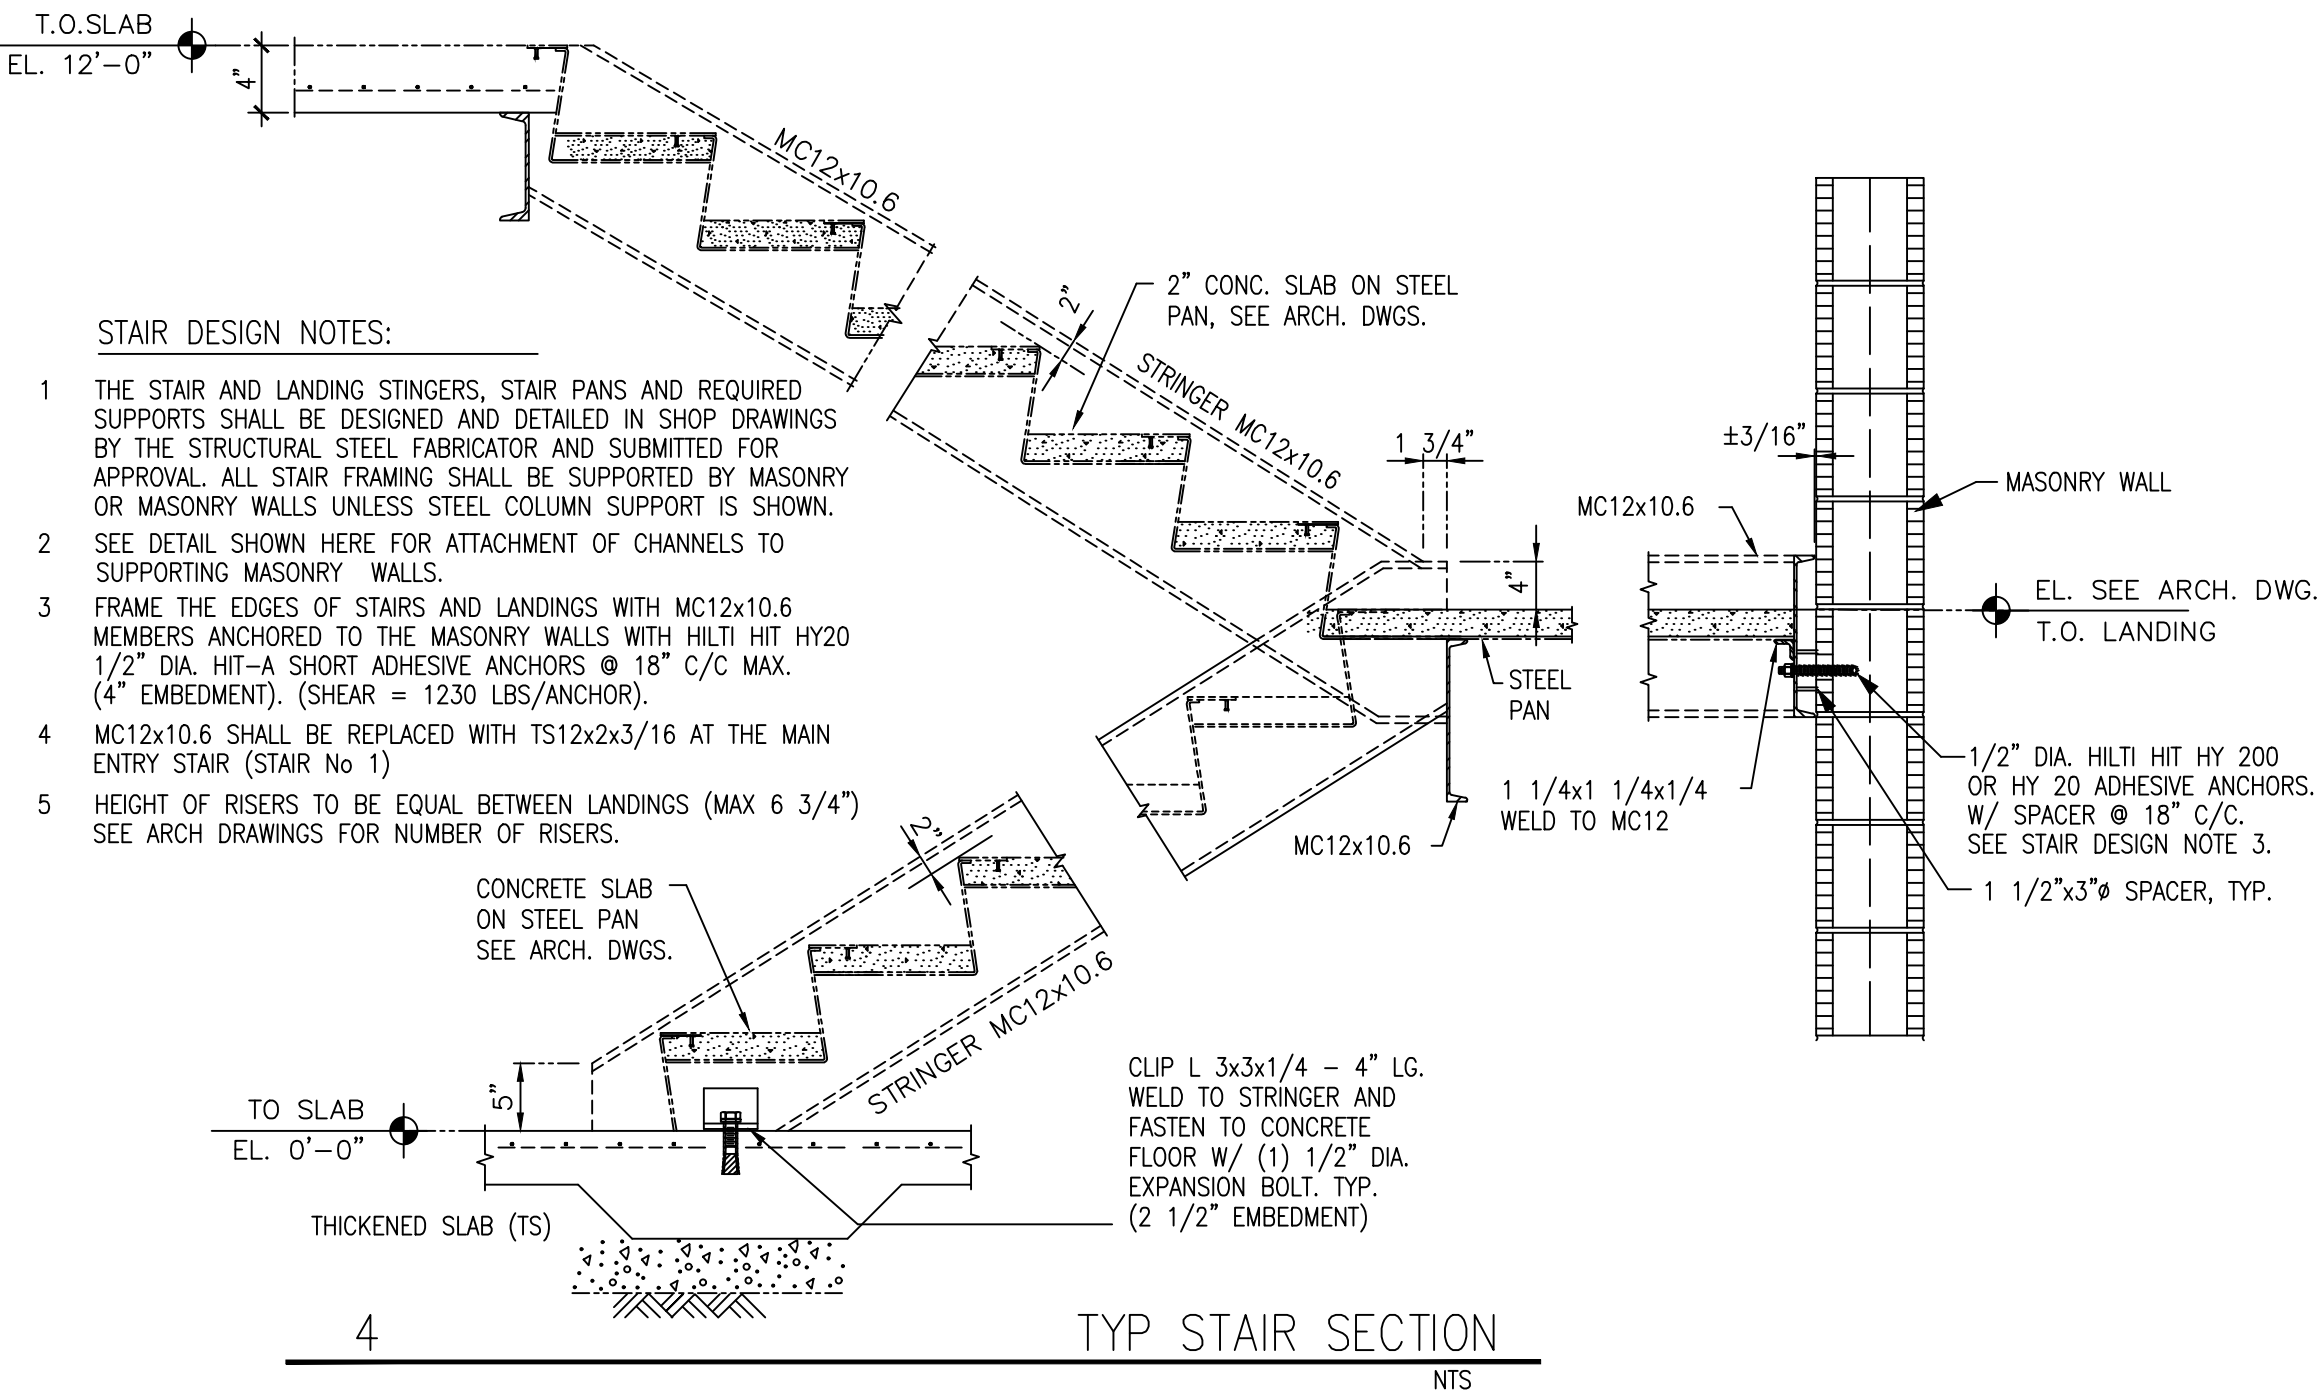 T.O.SLAB
EL. 12'-0"
4"
MC12x10.6
2"
2" CONC. SLAB ON STEEL
PAN, SEE ARCH. DWGS.
STRINGER MC12x10.6
1 3/4"
4"
STEEL
PAN
MC12x10.6
STAIR DESIGN NOTES:
1 THE STAIR AND LANDING STINGERS, STAIR PANS AND REQUIRED
SUPPORTS SHALL BE DESIGNED AND DETAILED IN SHOP DRAWINGS
BY THE STRUCTURAL STEEL FABRICATOR AND SUBMITTED FOR
APPROVAL. ALL STAIR FRAMING SHALL BE SUPPORTED BY MASONRY
OR MASONRY WALLS UNLESS STEEL COLUMN SUPPORT IS SHOWN.
2 SEE DETAIL SHOWN HERE FOR ATTACHMENT OF CHANNELS TO
SUPPORTING MASONRY WALLS.
3 FRAME THE EDGES OF STAIRS AND LANDINGS WITH MC12x10.6
MEMBERS ANCHORED TO THE MASONRY WALLS WITH HILTI HIT HY20
1/2" DIA. HIT-A SHORT ADHESIVE ANCHORS @ 18" C/C MAX.
(4" EMBEDMENT). (SHEAR = 1230 LBS/ANCHOR).
4 MC12x10.6 SHALL BE REPLACED WITH TS12x2x3/16 AT THE MAIN
ENTRY STAIR (STAIR No 1)
5 HEIGHT OF RISERS TO BE EQUAL BETWEEN LANDINGS (MAX 6 3/4")
SEE ARCH DRAWINGS FOR NUMBER OF RISERS.
±3/16"
MASONRY WALL
MC12x10.6
EL. SEE ARCH. DWG.
T.O. LANDING
1 1/4x1 1/4x1/4
WELD TO MC12
1/2" DIA. HILTI HIT HY 200
OR HY 20 ADHESIVE ANCHORS.
W/ SPACER @ 18" C/C.
SEE STAIR DESIGN NOTE 3.
1 1/2"x3"ø SPACER, TYP.
2"
CONCRETE SLAB
ON STEEL PAN
SEE ARCH. DWGS.
STRINGER MC12x10.6
5"
TO SLAB
EL. 0'-0"
THICKENED SLAB (TS)
CLIP L 3x3x1/4 - 4" LG.
WELD TO STRINGER AND
FASTEN TO CONCRETE
FLOOR W/ (1) 1/2" DIA.
EXPANSION BOLT. TYP.
(2 1/2" EMBEDMENT)
4 TYP STAIR SECTION
NTS